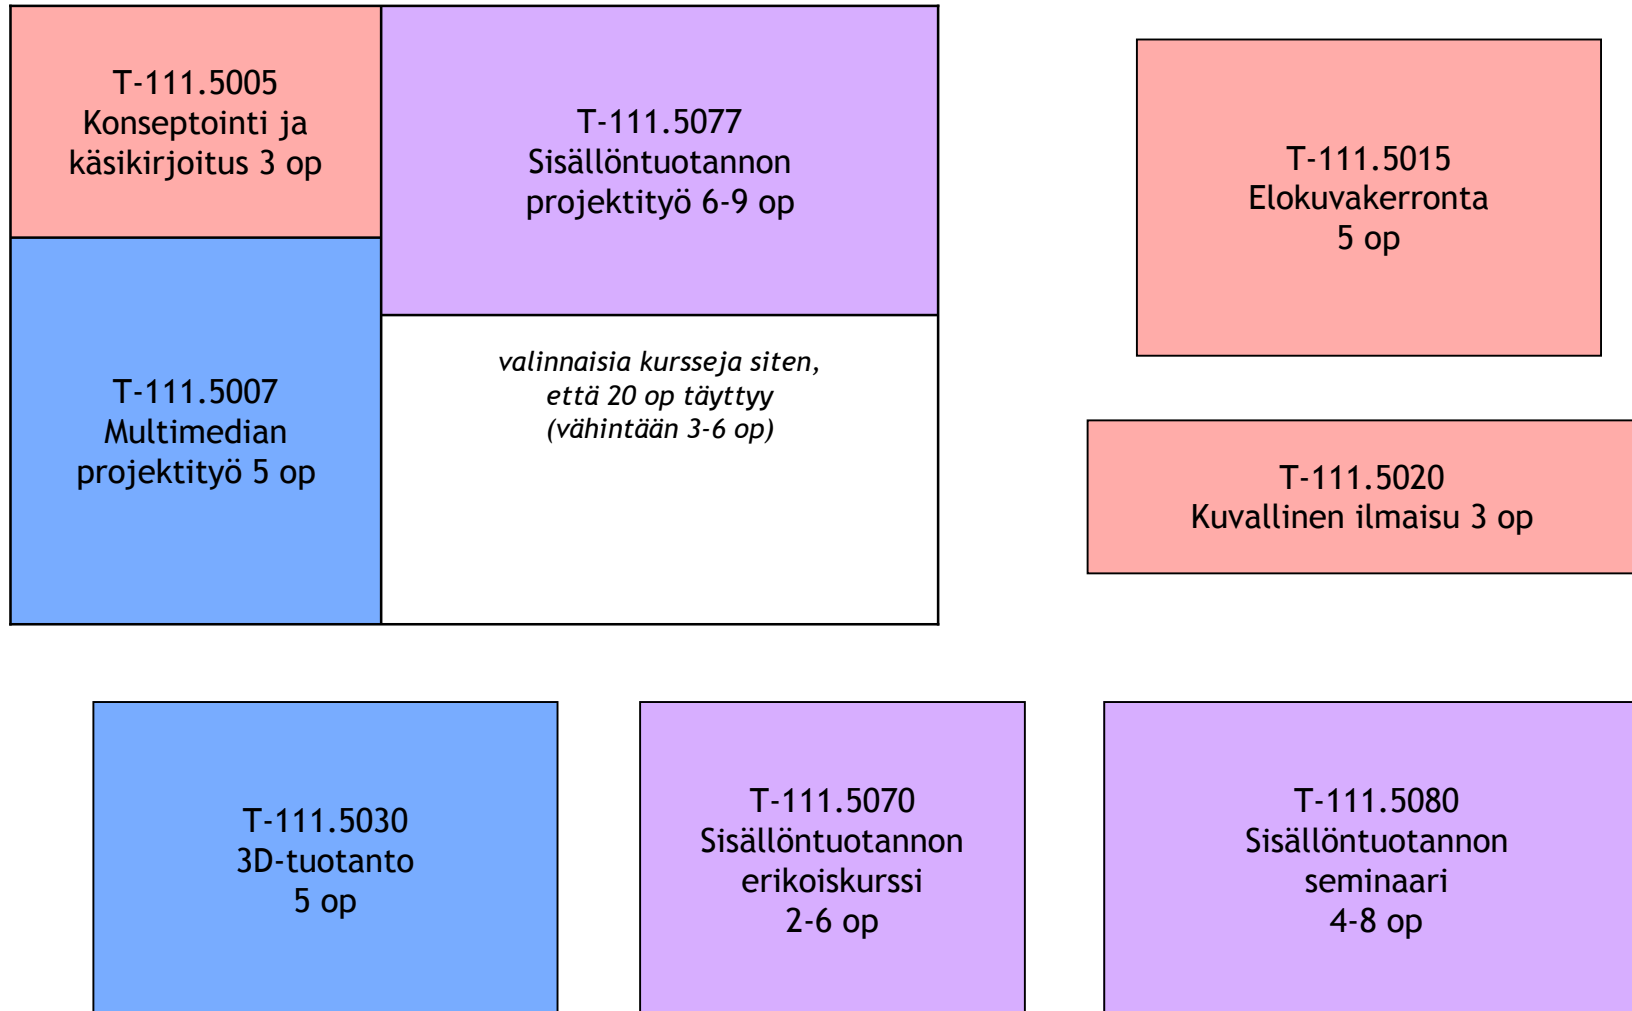 T-111.5005
Konseptointi ja
käsikirjoitus 3 op
T-111.5077
Sisällöntuotannon
projektityö 6-9 op
T-111.5015
Elokuvakerronta
5 op
T-111.5007
Multimedian
projektityö 5 op
valinnaisia kursseja siten,
että 20 op täyttyy
(vähintään 3-6 op)
T-111.5020
Kuvallinen ilmaisu 3 op
T-111.5030
3D-tuotanto
5 op
T-111.5070
Sisällöntuotannon
erikoiskurssi
2-6 op
T-111.5080
Sisällöntuotannon
seminaari
4-8 op